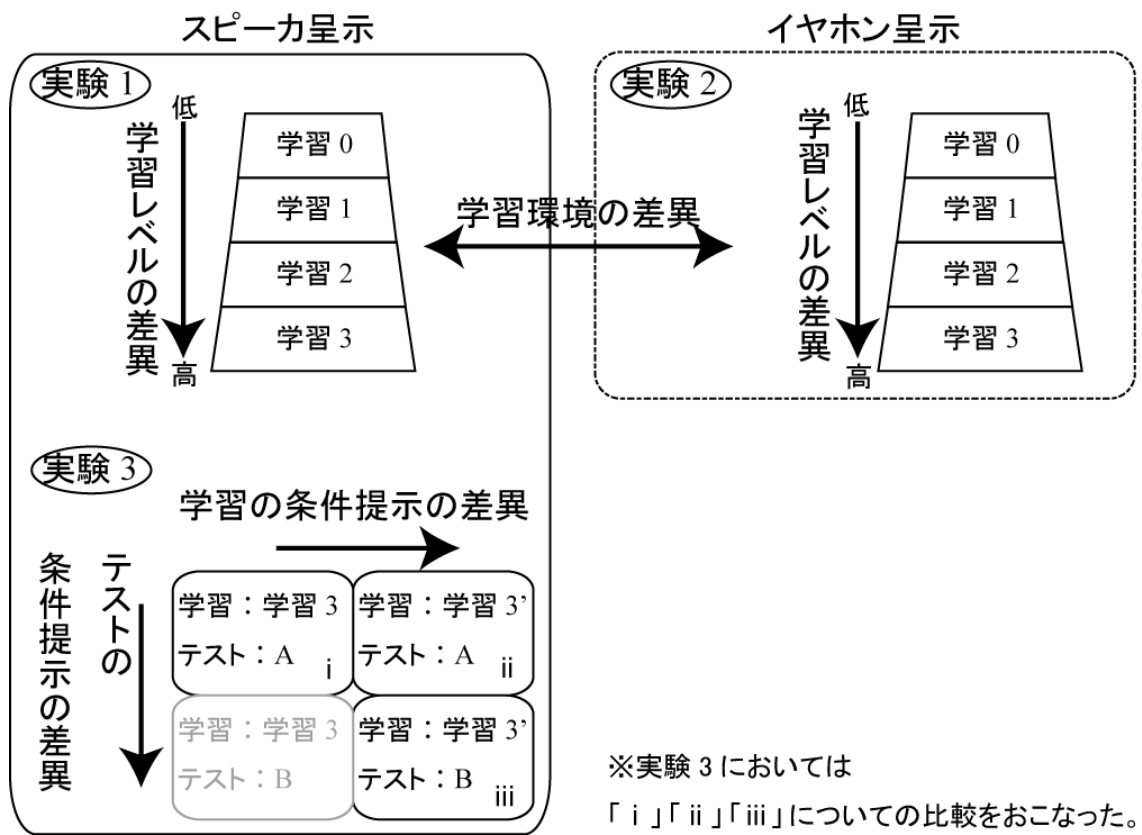 スピーカ呈示
イヤホン呈示
実験 1
低
学習レベルの差異
高
学習 0
学習 1
学習 2
学習 3
学習環境の差異
実験 2
低
学習レベルの差異
高
学習 0
学習 1
学習 2
学習 3
実験 3
学習の条件提示の差異
テストの
条件提示の差異
学習：学習 3
テスト：A
i
学習：学習 3’
テスト：A
ii
学習：学習 3
テスト：B
学習：学習 3’
テスト：B
iii
※実験 3 においては
「ⅰ」「ⅱ」「ⅲ」についての比較をおこなった。